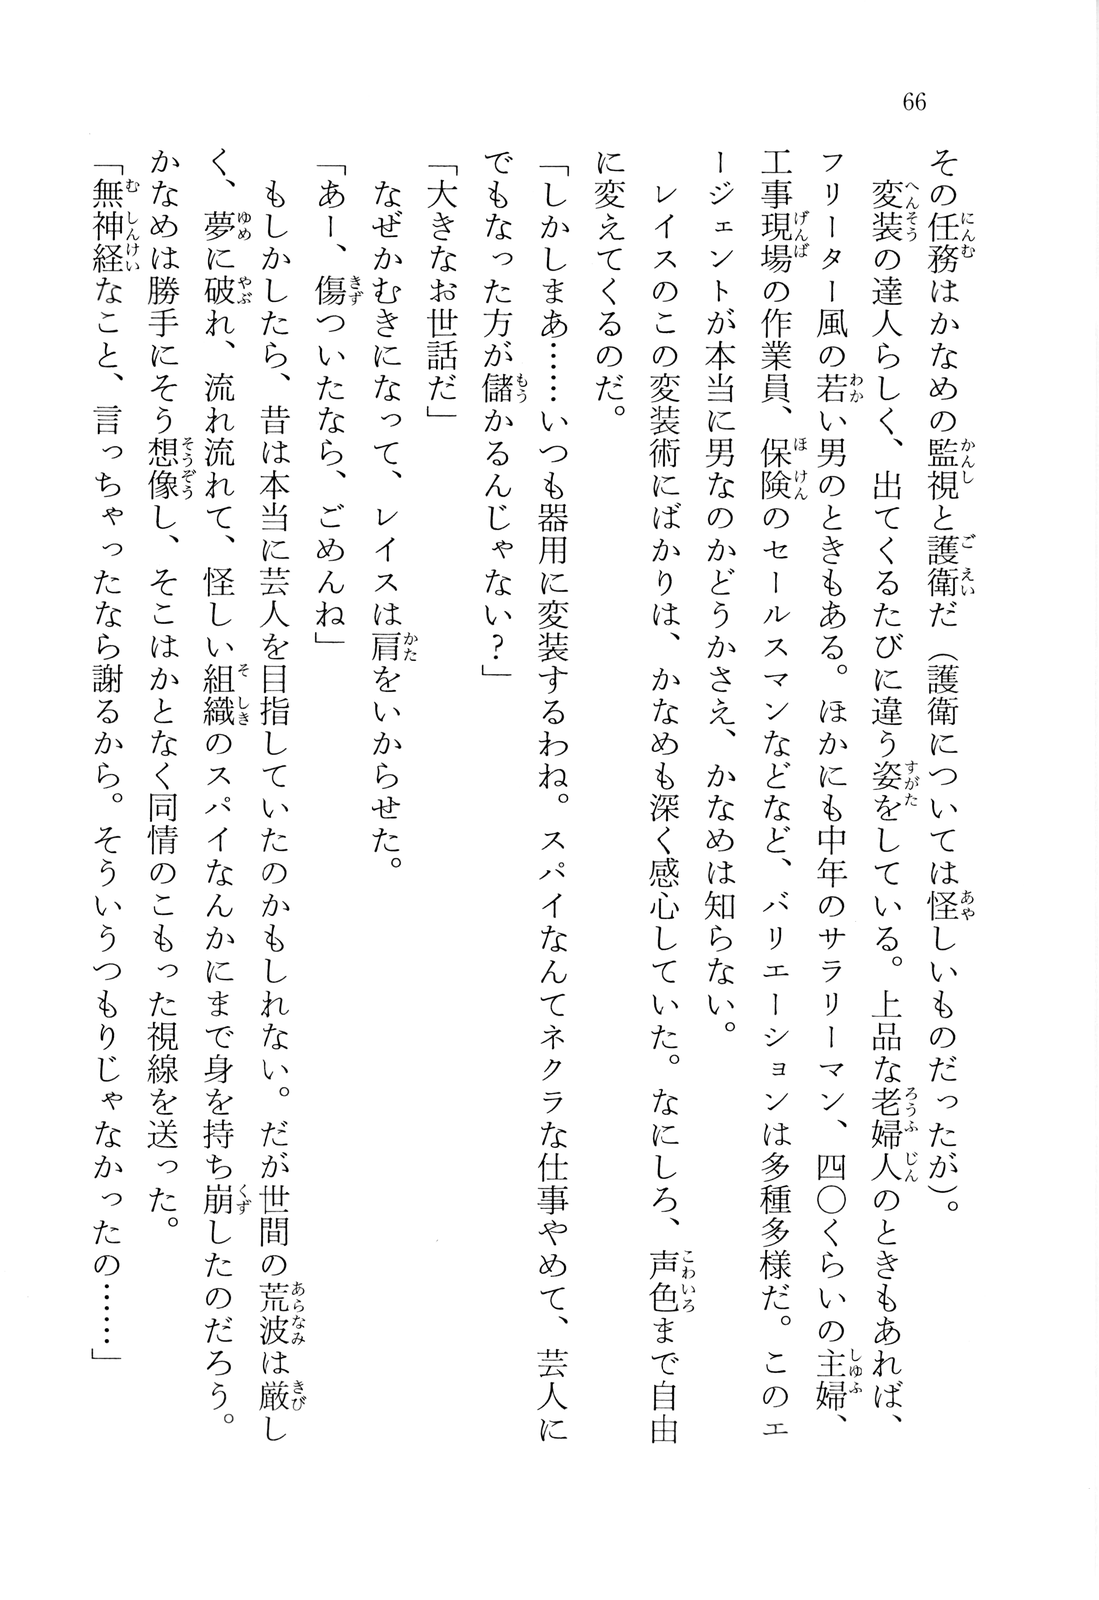 66
その任務はかなめの監視と護衛だ（護衛については怪しいものだったが）。
変装の達人らしく、出てくるたびに違う姿をしている。上品な老婦人のときもあれば、
フリーター風の若い男のときもある。ほかにも中年のサラリーマン、四〇くらいの主婦、
工事現場の作業員、保険のセールスマンなどなど、バリエーションは多種多様だ。このエ
ージェントが本当に男なのかどうかさえ、かなめは知らない。
レイスのこの変装術にばかりは、かなめも深く感心していた。なにしろ、声色まで自由
に変えてくるのだ。
「しかしまあ……いつも器用に変装するわね。スパイなんてネクラな仕事やめて、芸人に
でもなった方が儲かるんじゃない？」
「大きなお世話だ」
なぜかむきになって、レイスは肩をいからせた。
「あー、傷ついたなら、ごめんね」
もしかしたら、昔は本当に芸人を目指していたのかもしれない。だが世間の荒波は厳し
く、夢に破れ、流れ流れて、怪しい組織のスパイなんかにまで身を持ち崩したのだろう。
かなめは勝手にそう想像し、そこはかとなく同情のこもった視線を送った。
「無神経なこと、言っちゃったなら謝るから。そういうつもりじゃなかったの……」